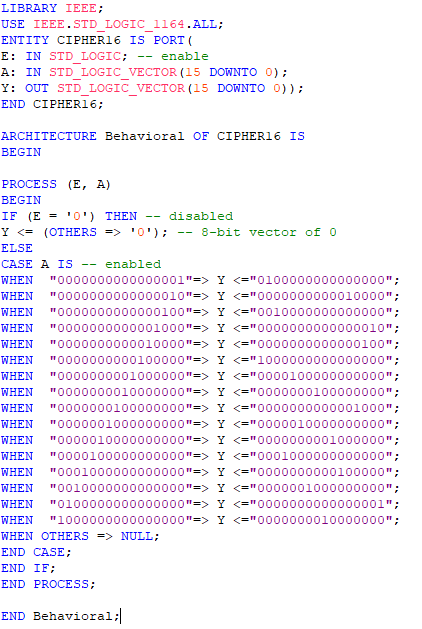 LIBRARY IEEE;
USE IEEE.STD_LOGIC_1164.ALL;
ENTITY CIPHER16 IS PORT(
E: IN STD_LOGIC; -- enable
A: IN STD_LOGIC_VECTOR(15 DOWNTO 0);
Y: OUT STD_LOGIC_VECTOR(15 DOWNTO 0));
END CIPHER16;
ARCHITECTURE Behavioral OF CIPHER16 IS
BEGIN
PROCESS (E, A)
BEGIN
IF (E = '0') THEN -- disabled
Y <= (OTHERS => '0'); -- 8-bit vector of 0
ELSE
CASE A IS -- enabled
WHEN  "0000000000000001"=> Y <="0100000000000000";
WHEN  "0000000000000010"=> Y <="0000000000010000";
WHEN  "0000000000000100"=> Y <="0010000000000000";
WHEN  "0000000000001000"=> Y <="0000000000000010";
WHEN  "0000000000010000"=> Y <="0000000000000100";
WHEN  "0000000000100000"=> Y <="1000000000000000";
WHEN  "0000000001000000"=> Y <="0000100000000000";
WHEN  "0000000010000000"=> Y <="0000000100000000";
WHEN  "0000000100000000"=> Y <="0000000000001000";
WHEN  "0000001000000000"=> Y <="0000010000000000";
WHEN  "0000010000000000"=> Y <="0000000001000000";
WHEN  "0000100000000000"=> Y <="0001000000000000";
WHEN  "0001000000000000"=> Y <="0000000000100000";
WHEN  "0010000000000000"=> Y <="0000001000000000";
WHEN  "0100000000000000"=> Y <="0000000000000001";
WHEN  "1000000000000000"=> Y <="0000000010000000";
WHEN OTHERS => NULL;
END CASE;
END IF;
END PROCESS;
END Behavioral;